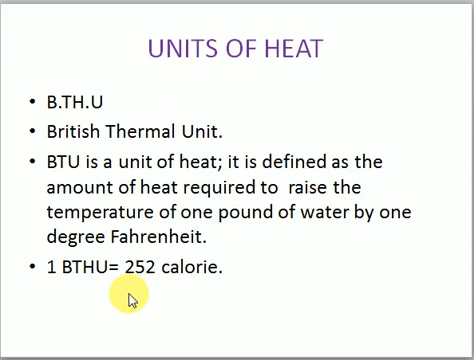 UNITS OF HEAT
• B.TH.U
• British Thermal Unit.
• BTU is a unit of heat; it is defined as the
amount of heat required to  raise the
temperature of one pound of water by one
degree Fahrenheit.
• 1 BTHU= 252 calorie.